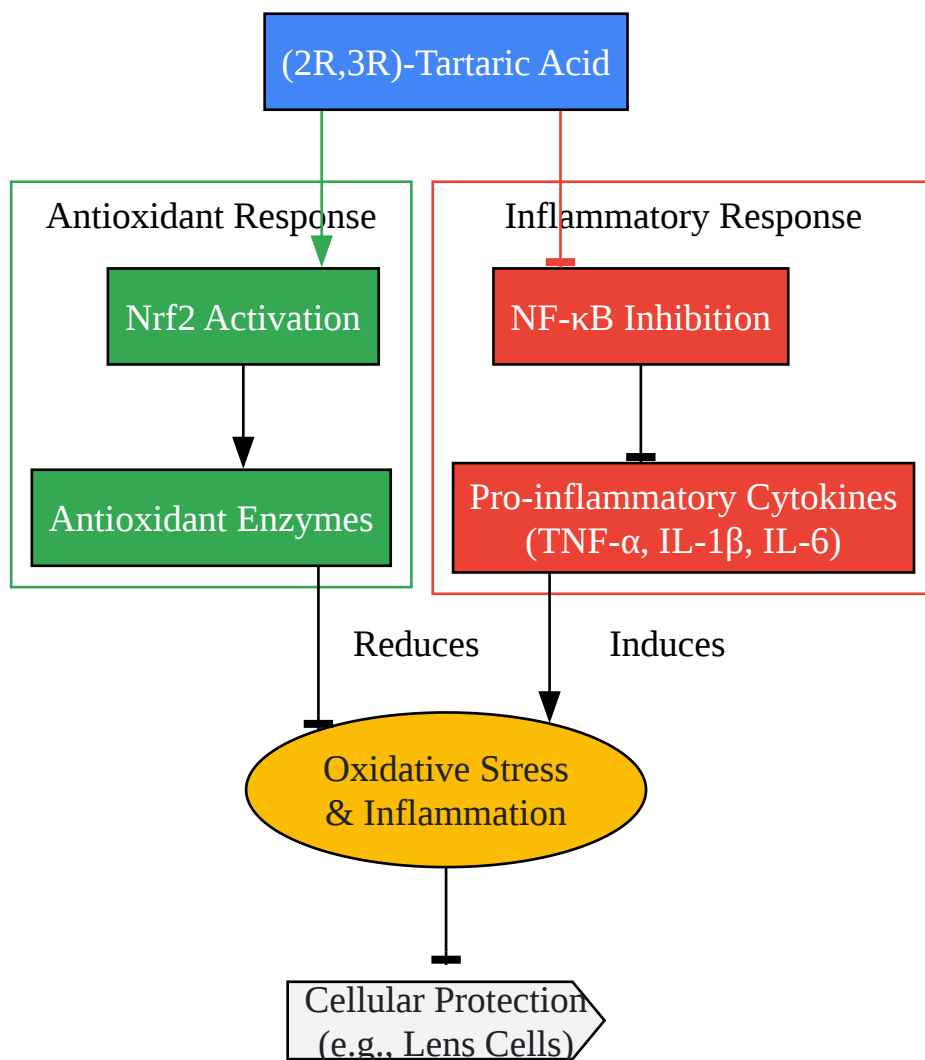 (2R,3R)-Tartaric Acid
Antioxidant Response
Inflammatory Response
Nrf2 Activation
NF-κB Inhibition
Antioxidant Enzymes
Pro-inflammatory Cytokines
(TNF-α, IL-1β, IL-6)
Reduces
Induces
Oxidative Stress
& Inflammation
Cellular Protection
(e.g., Lens Cells)